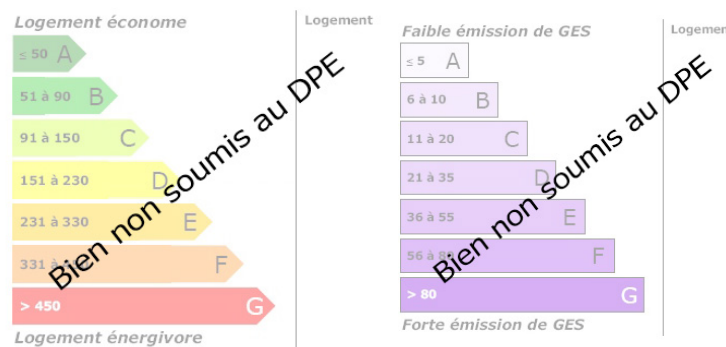 Logement économe
Logement
≤ 50 A
51 à 90 B
91 à 150 C
151 à 230 D
231 à 330 E
331 à F
> 450 G
Logement énergivore
Bien non soumis au DPE
Faible émission de GES
Logement
≤ 5 A
6 à 10 B
11 à 20 C
21 à 35 D
36 à 55 E
56 à 80 F
> 80 G
Forte émission de GES
Bien non soumis au DPE